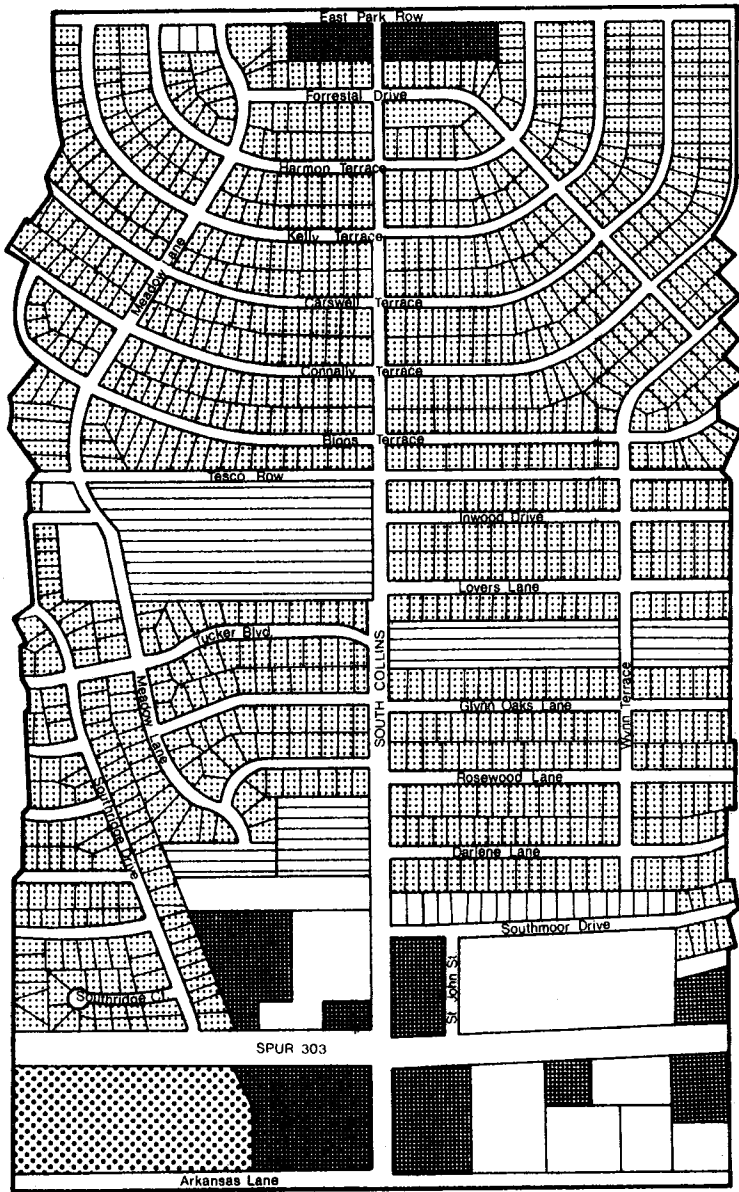 East Park Row
Forrestal Drive
Harmon Terrace
Kelly Terrace
Meadow Lane
Carswell Terrace
Connally Terrace
Biggs Terrace
Tesco Row
Inwood Drive
Lovers Lane
Tucker Blvd.
SOUTH COLLINS
Wynn Terrace
Meadow Lane
Glynn Oaks Lane
Rosewood Lane
Southridge Drive
Darlene Lane
Southmoor Drive
St. John St.
Southridge Ct.
SPUR 303
Arkansas Lane